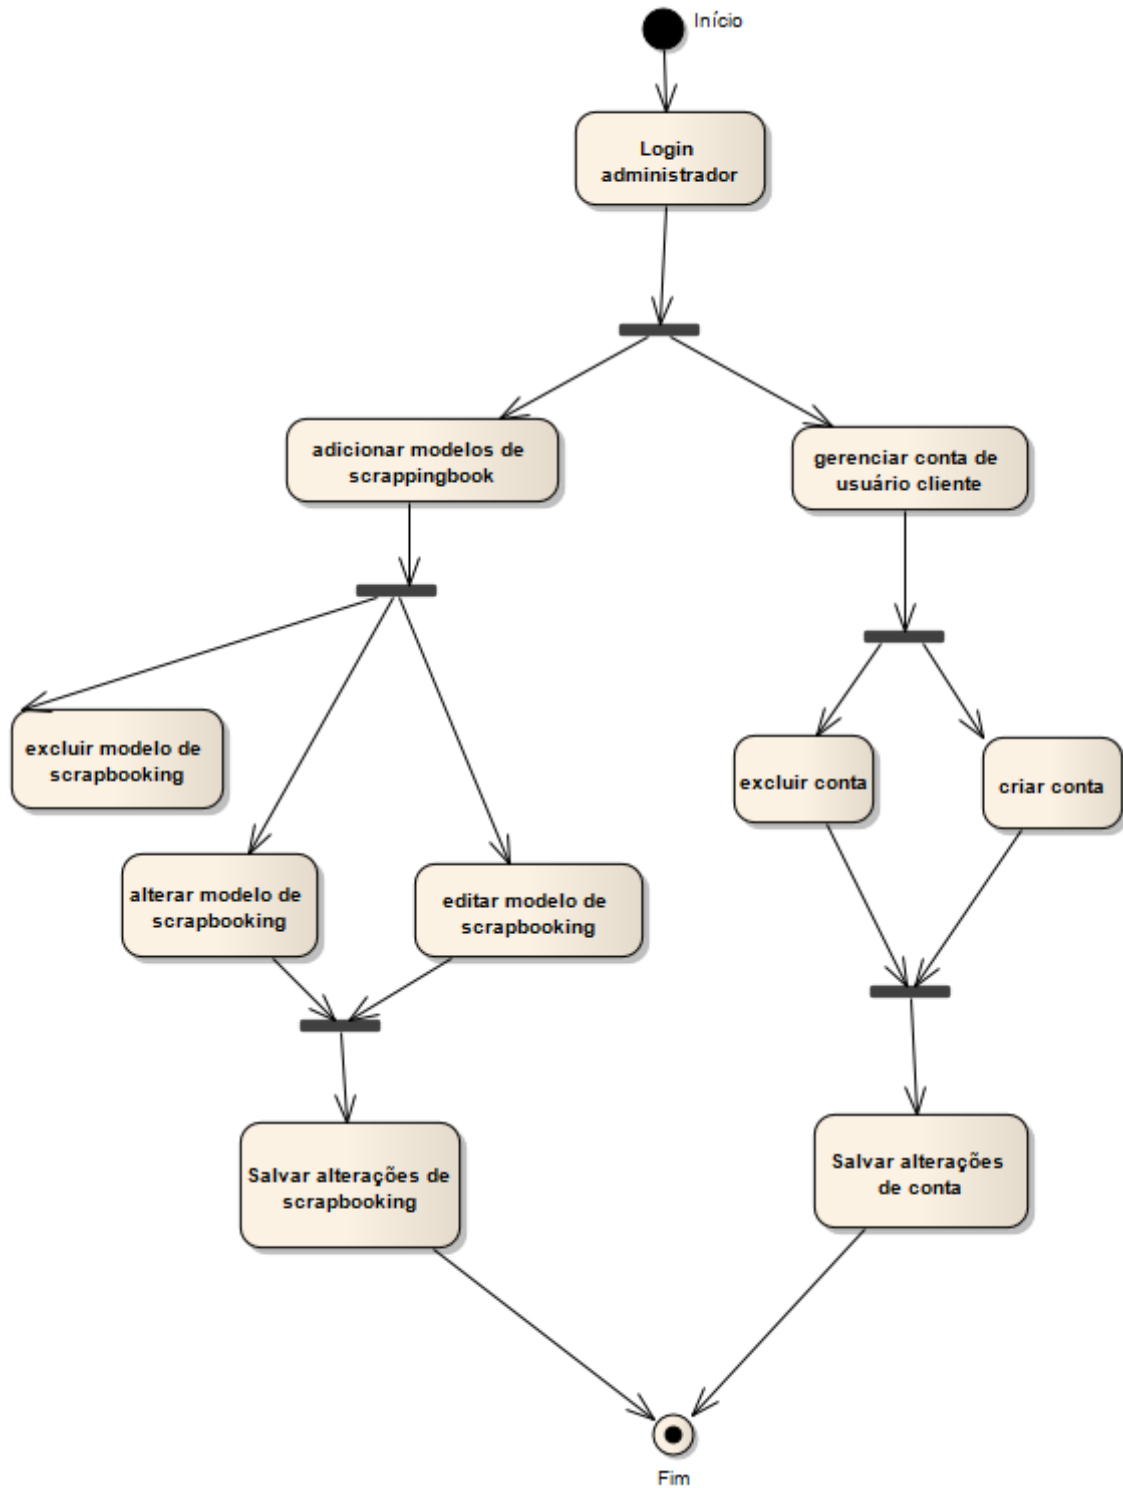 Início
Login
administrador
adicionar modelos de
scrappingbook
gerenciar conta de
usuário cliente
excluir modelo de
scrapbooking
excluir conta
criar conta
alterar modelo de
scrapbooking
editar modelo de
scrapbooking
Salvar alterações de
scrapbooking
Salvar alterações
de conta
Fim